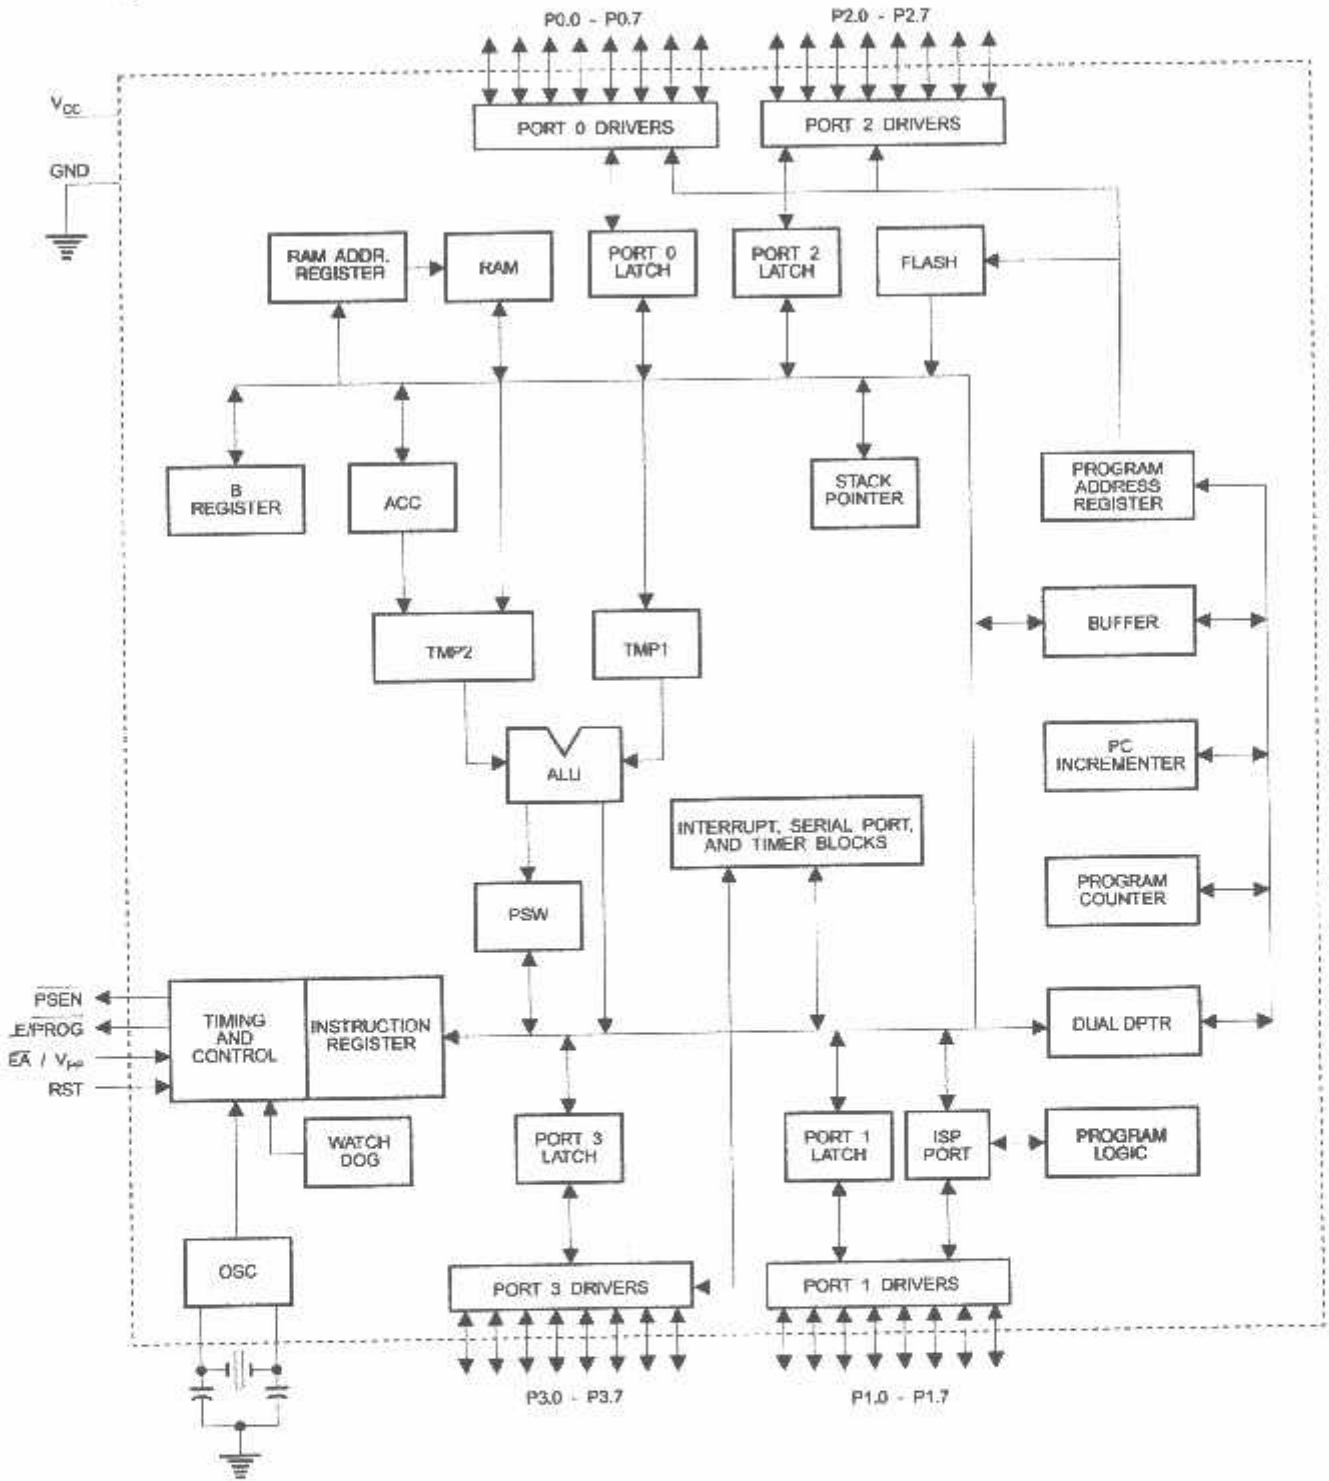 P0.0 - P0.7
P2.0 - P2.7
VCC
GND
PORT 0 DRIVERS
PORT 2 DRIVERS
RAM ADDR.
REGISTER
RAM
PORT 0
LATCH
PORT 2
LATCH
FLASH
B
REGISTER
ACC
STACK
POINTER
PROGRAM
ADDRESS
REGISTER
BUFFER
TMP2
TMP1
ALU
PC
INCREMENTER
INTERRUPT, SERIAL PORT,
AND TIMER BLOCKS
PROGRAM
COUNTER
PSW
PSEN
LE/PROG
EA / VPP
RST
TIMING
AND
CONTROL
INSTRUCTION
REGISTER
DUAL DPTR
WATCH
DOG
PORT 3
LATCH
PORT 1
LATCH
ISP
PORT
PROGRAM
LOGIC
OSC
PORT 3 DRIVERS
PORT 1 DRIVERS
P3.0 - P3.7
P1.0 - P1.7